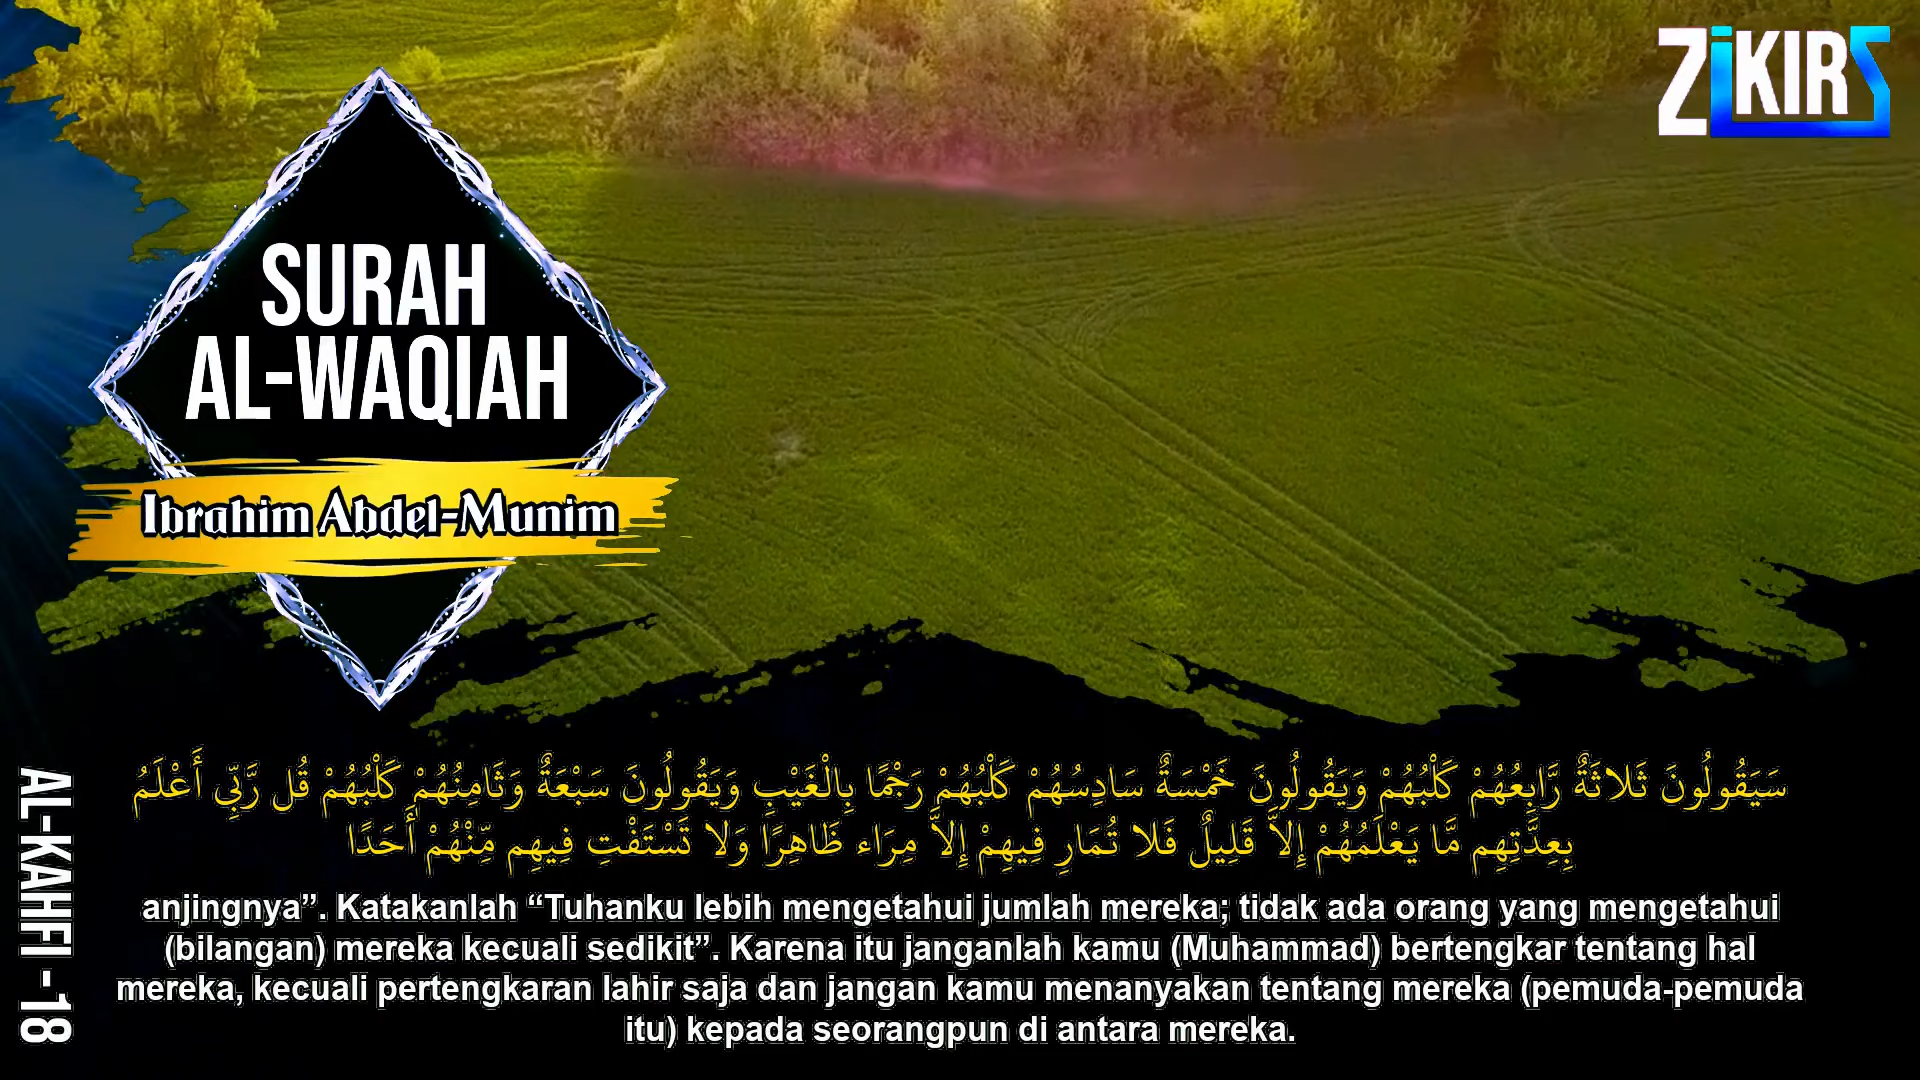 ZiKIRS
SURAH
AL-WAQIAH
Ibrahim Abdel-Munim
سَيَقُولُونَ ثَلاثَةٌ رَّابِعُهُمْ كَلْبُهُمْ وَيَقُولُونَ خَمْسَةٌ سَادِسُهُمْ كَلْبُهُمْ رَجْمًا بِالْغَيْبِ وَيَقُولُونَ سَبْعَةٌ وَثَامِنُهُمْ كَلْبُهُمْ قُل رَّبِّي أَعْلَمُ
بِعِدَّتِهِم مَّا يَعْلَمُهُمْ إِلاَّ قَلِيلٌ فَلا تُمَارِ فِيهِمْ إِلاَّ مِرَاء ظَاهِرًا وَلا تَسْتَفْتِ فِيهِم مِّنْهُمْ أَحَدًا
anjingnya”. Katakanlah “Tuhanku lebih mengetahui jumlah mereka; tidak ada orang yang mengetahui
(bilangan) mereka kecuali sedikit”. Karena itu janganlah kamu (Muhammad) bertengkar tentang hal
mereka, kecuali pertengkaran lahir saja dan jangan kamu menanyakan tentang mereka (pemuda-pemuda
itu) kepada seorangpun di antara mereka.
AL-KAHFI - 18